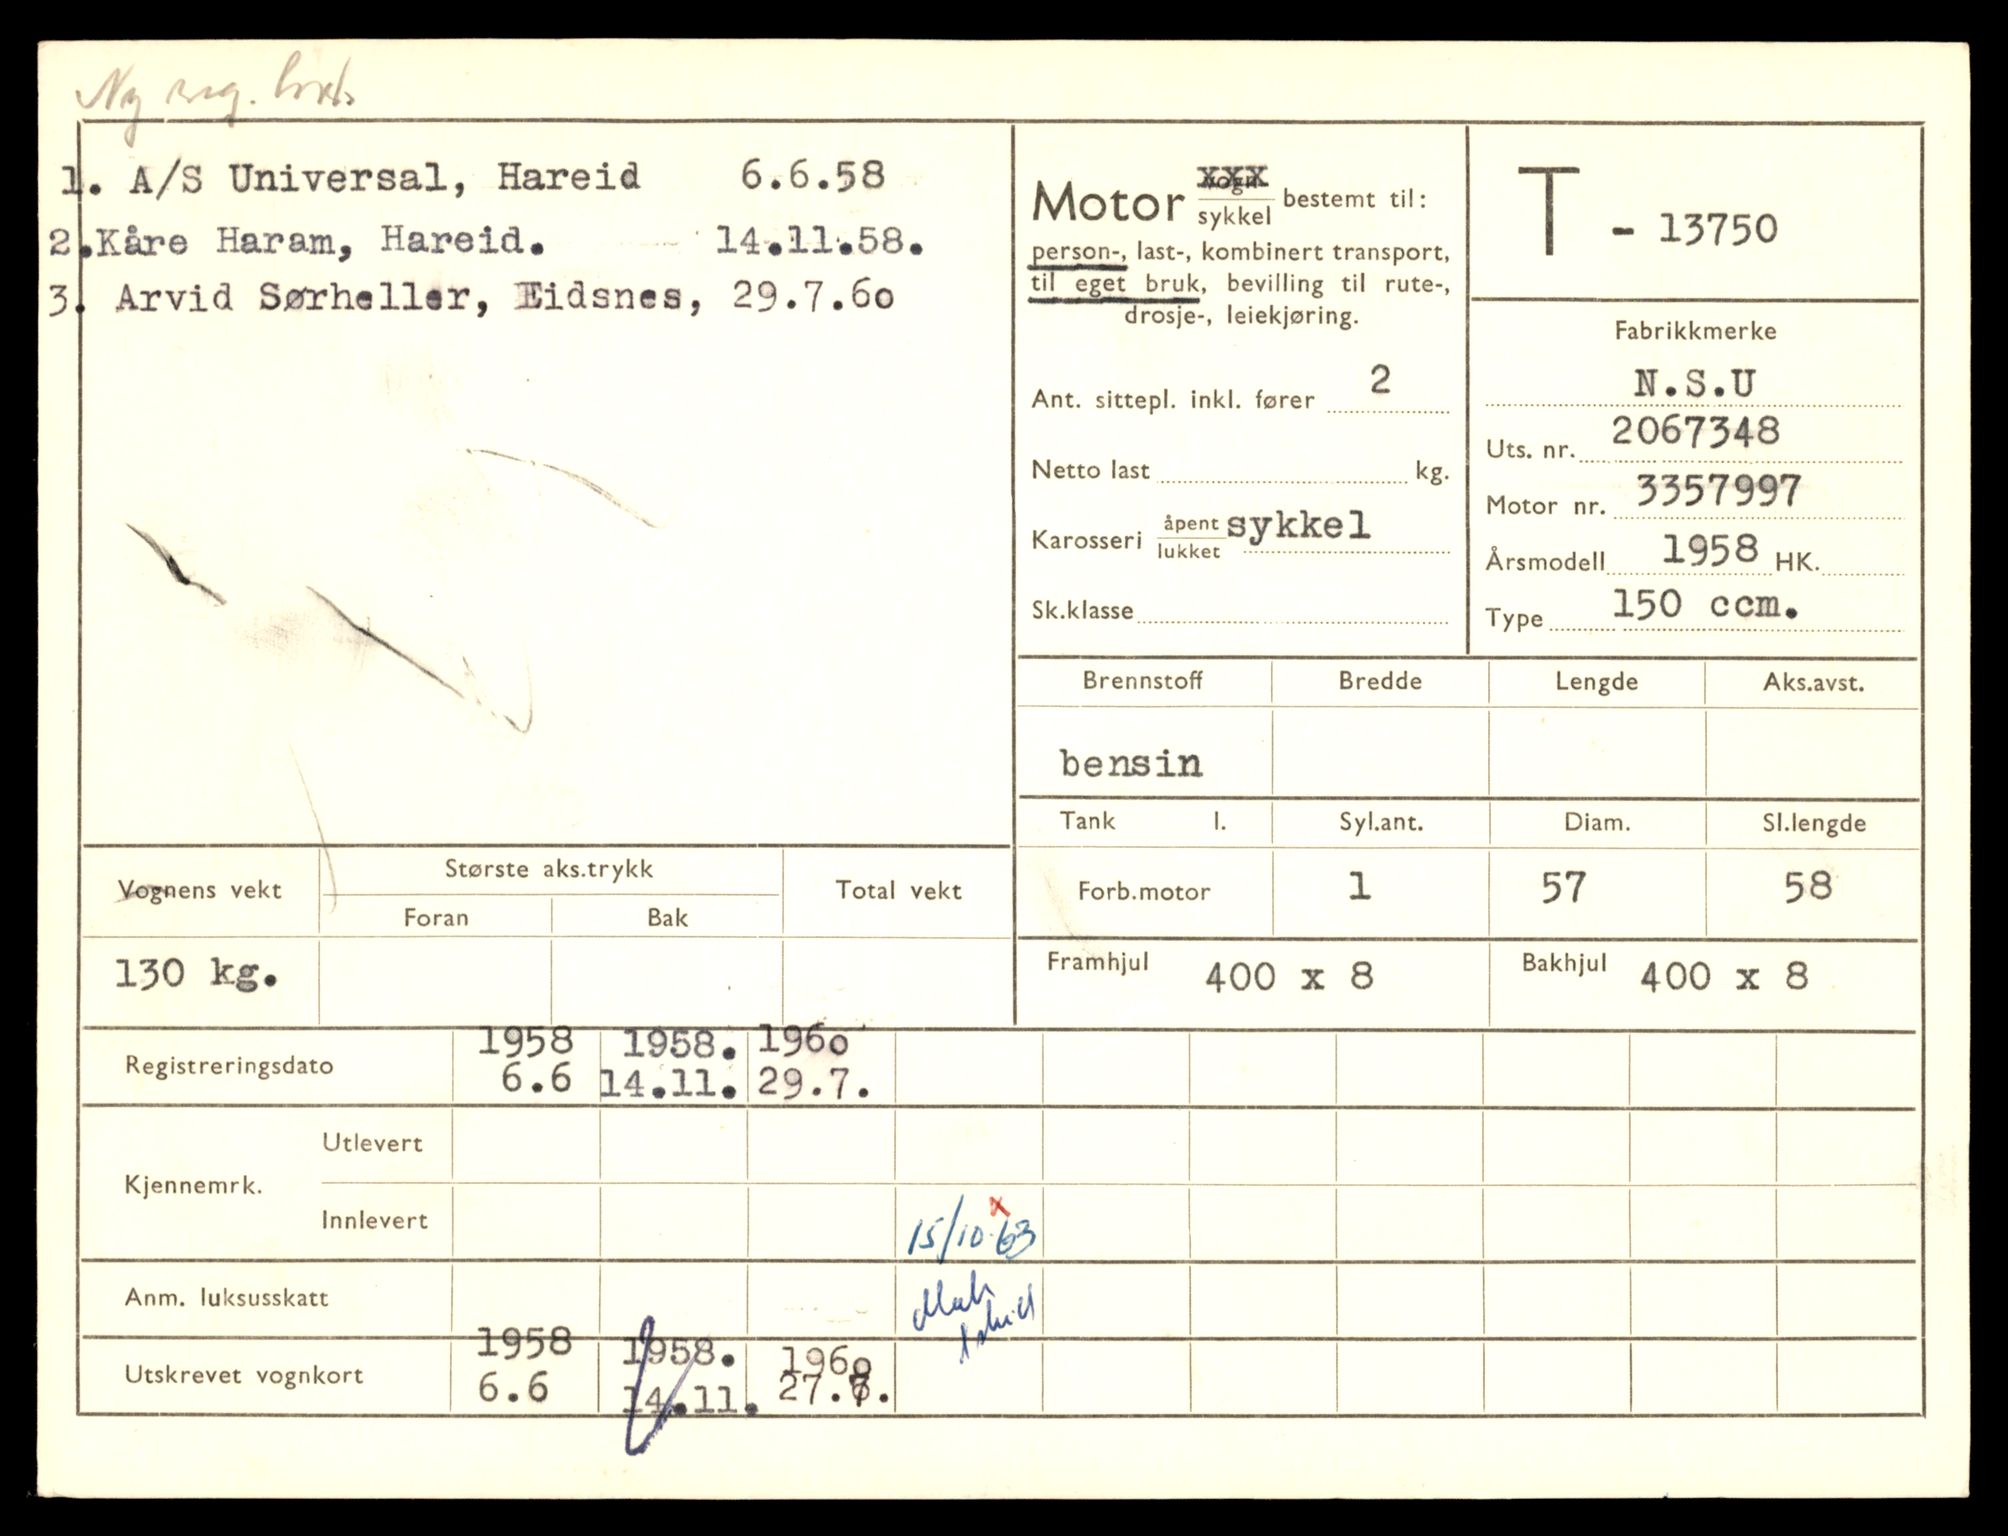 Ny reg.
1. A/S Universal, Hareid 6.6.58
2. Kåre Haram, Hareid. 14.11.58.
3. Arvid Sørheller, Eidsnes, 29.7.60
Motor vogn xxx
sykkel bestemt til:
person-, last-, kombinert transport,
til eget bruk, bevilling til rute-,
drosje-, leiekjøring.
Ant. sittepl. inkl. fører 2
Netto last kg.
Karosseri åpent sykkel
lukket
Sk.klasse
T - 13750
Fabrikkmerke
N.S.U
Uts. nr. 2067348
Motor nr. 3357997
Årsmodell 1958 HK.
Type 150 ccm.
Brennstoff Bredde Lengde Aks.avst.
bensin
Tank l. Syl.ant. Diam. Sl.lengde
Forb.motor 1 57 58
Framhjul 400 x 8 Bakhjul 400 x 8
Vognens vekt Største aks.trykk Total vekt
Foran Bak
130 kg.
1958 1958. 1960
Registreringsdato 6.6 14.11. 29.7.
Utlevert
Kjennemrk.
Innlevert 15/10-63
x
Anm. luksusskatt
1958 1958. 1960
Utskrevet vognkort 6.6 14.11. 27.7.